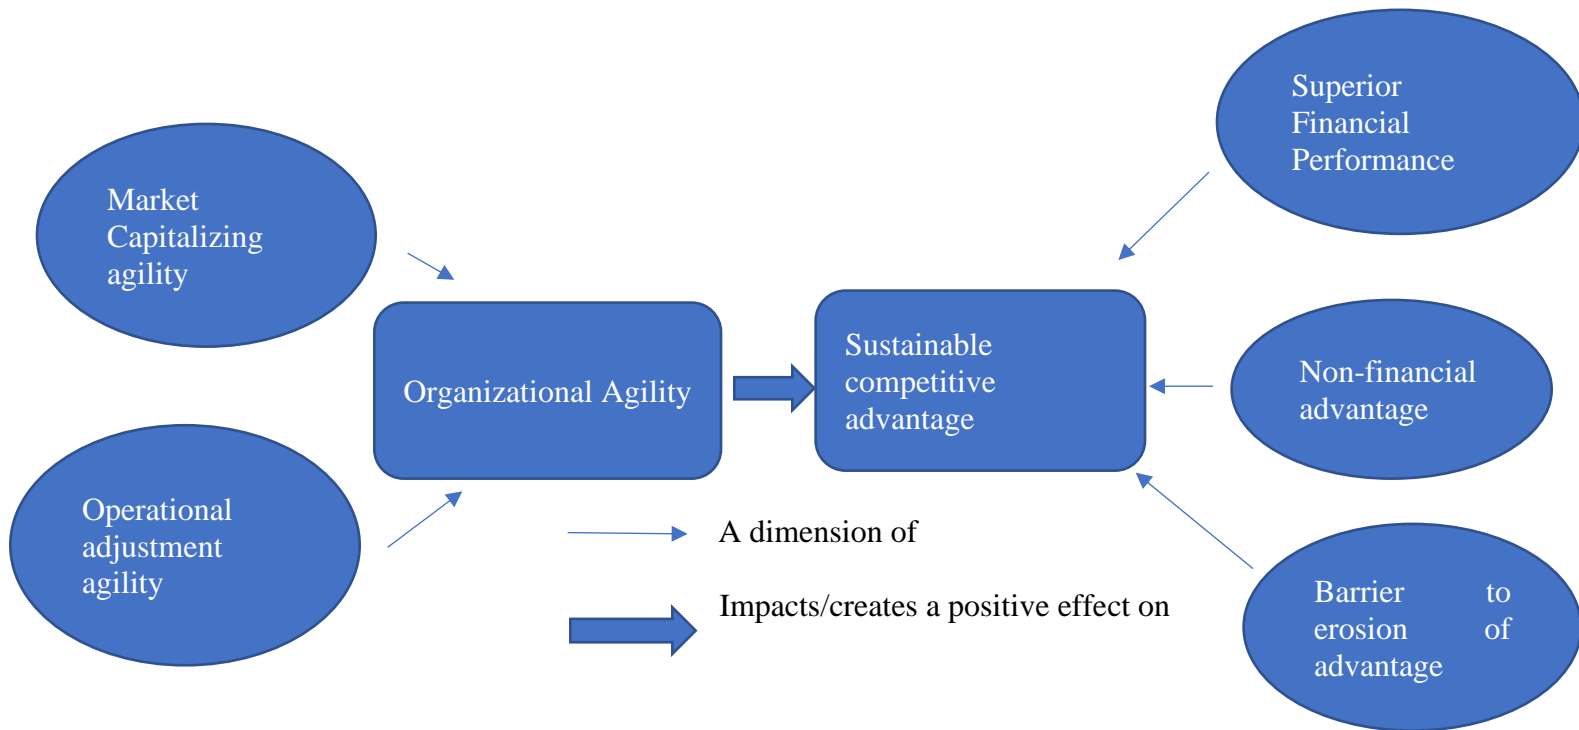 Superior
Financial
Performance
Market
Capitalizing
agility
Sustainable
competitive
advantage
Organizational Agility
Non-financial
advantage
Operational
adjustment
agility
A dimension of
Impacts/creates a positive effect on
Barrier to
erosion of
advantage